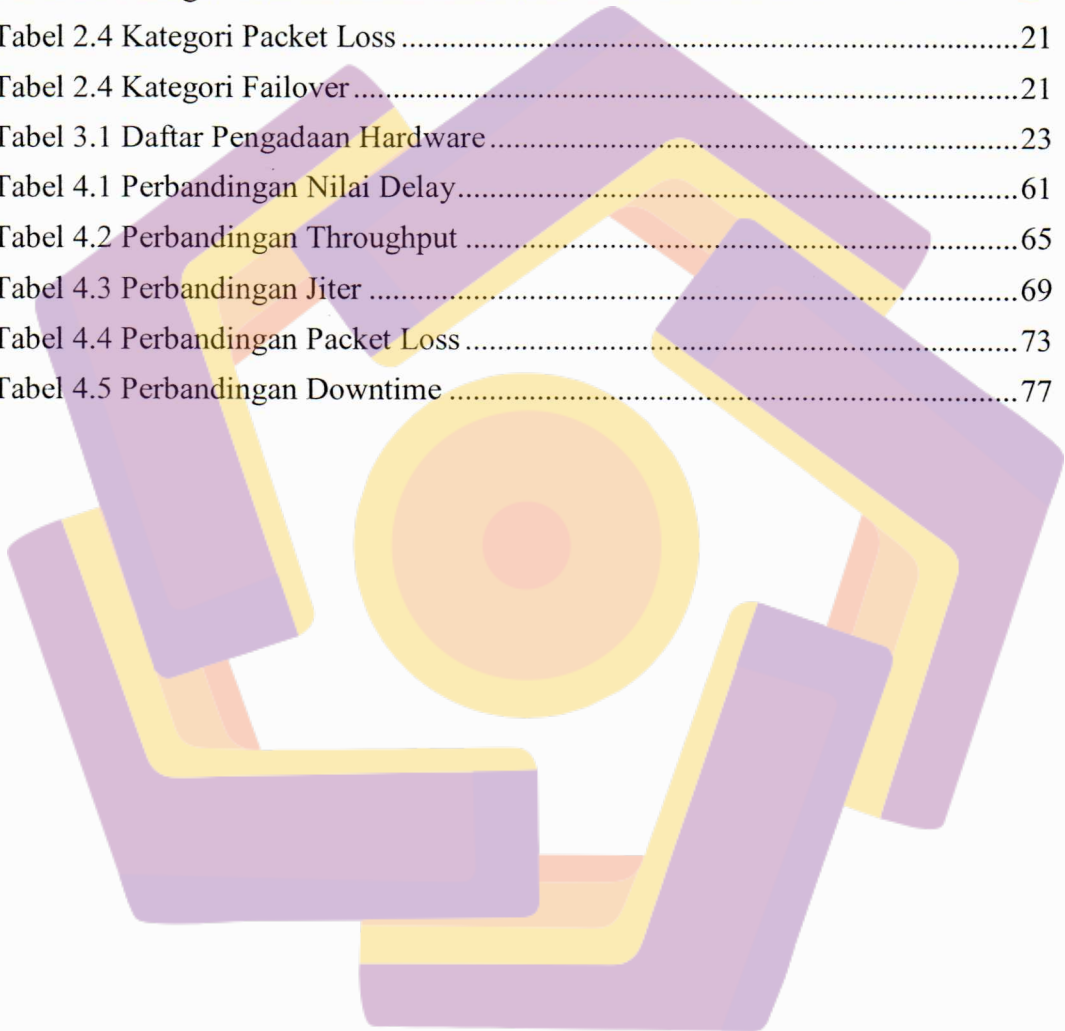 Tabel 2.4 Kategori Packet Loss ........................................................................... 21
Tabel 2.4 Kategori Failover ................................................................................. 21
Tabel 3.1 Daftar Pengadaan Hardware ................................................................. 23
Tabel 4.1 Perbandingan Nilai Delay ..................................................................... 61
Tabel 4.2 Perbandingan Throughput .................................................................... 65
Tabel 4.3 Perbandingan Jiter ............................................................................... 69
Tabel 4.4 Perbandingan Packet Loss .................................................................... 73
Tabel 4.5 Perbandingan Downtime ...................................................................... 77